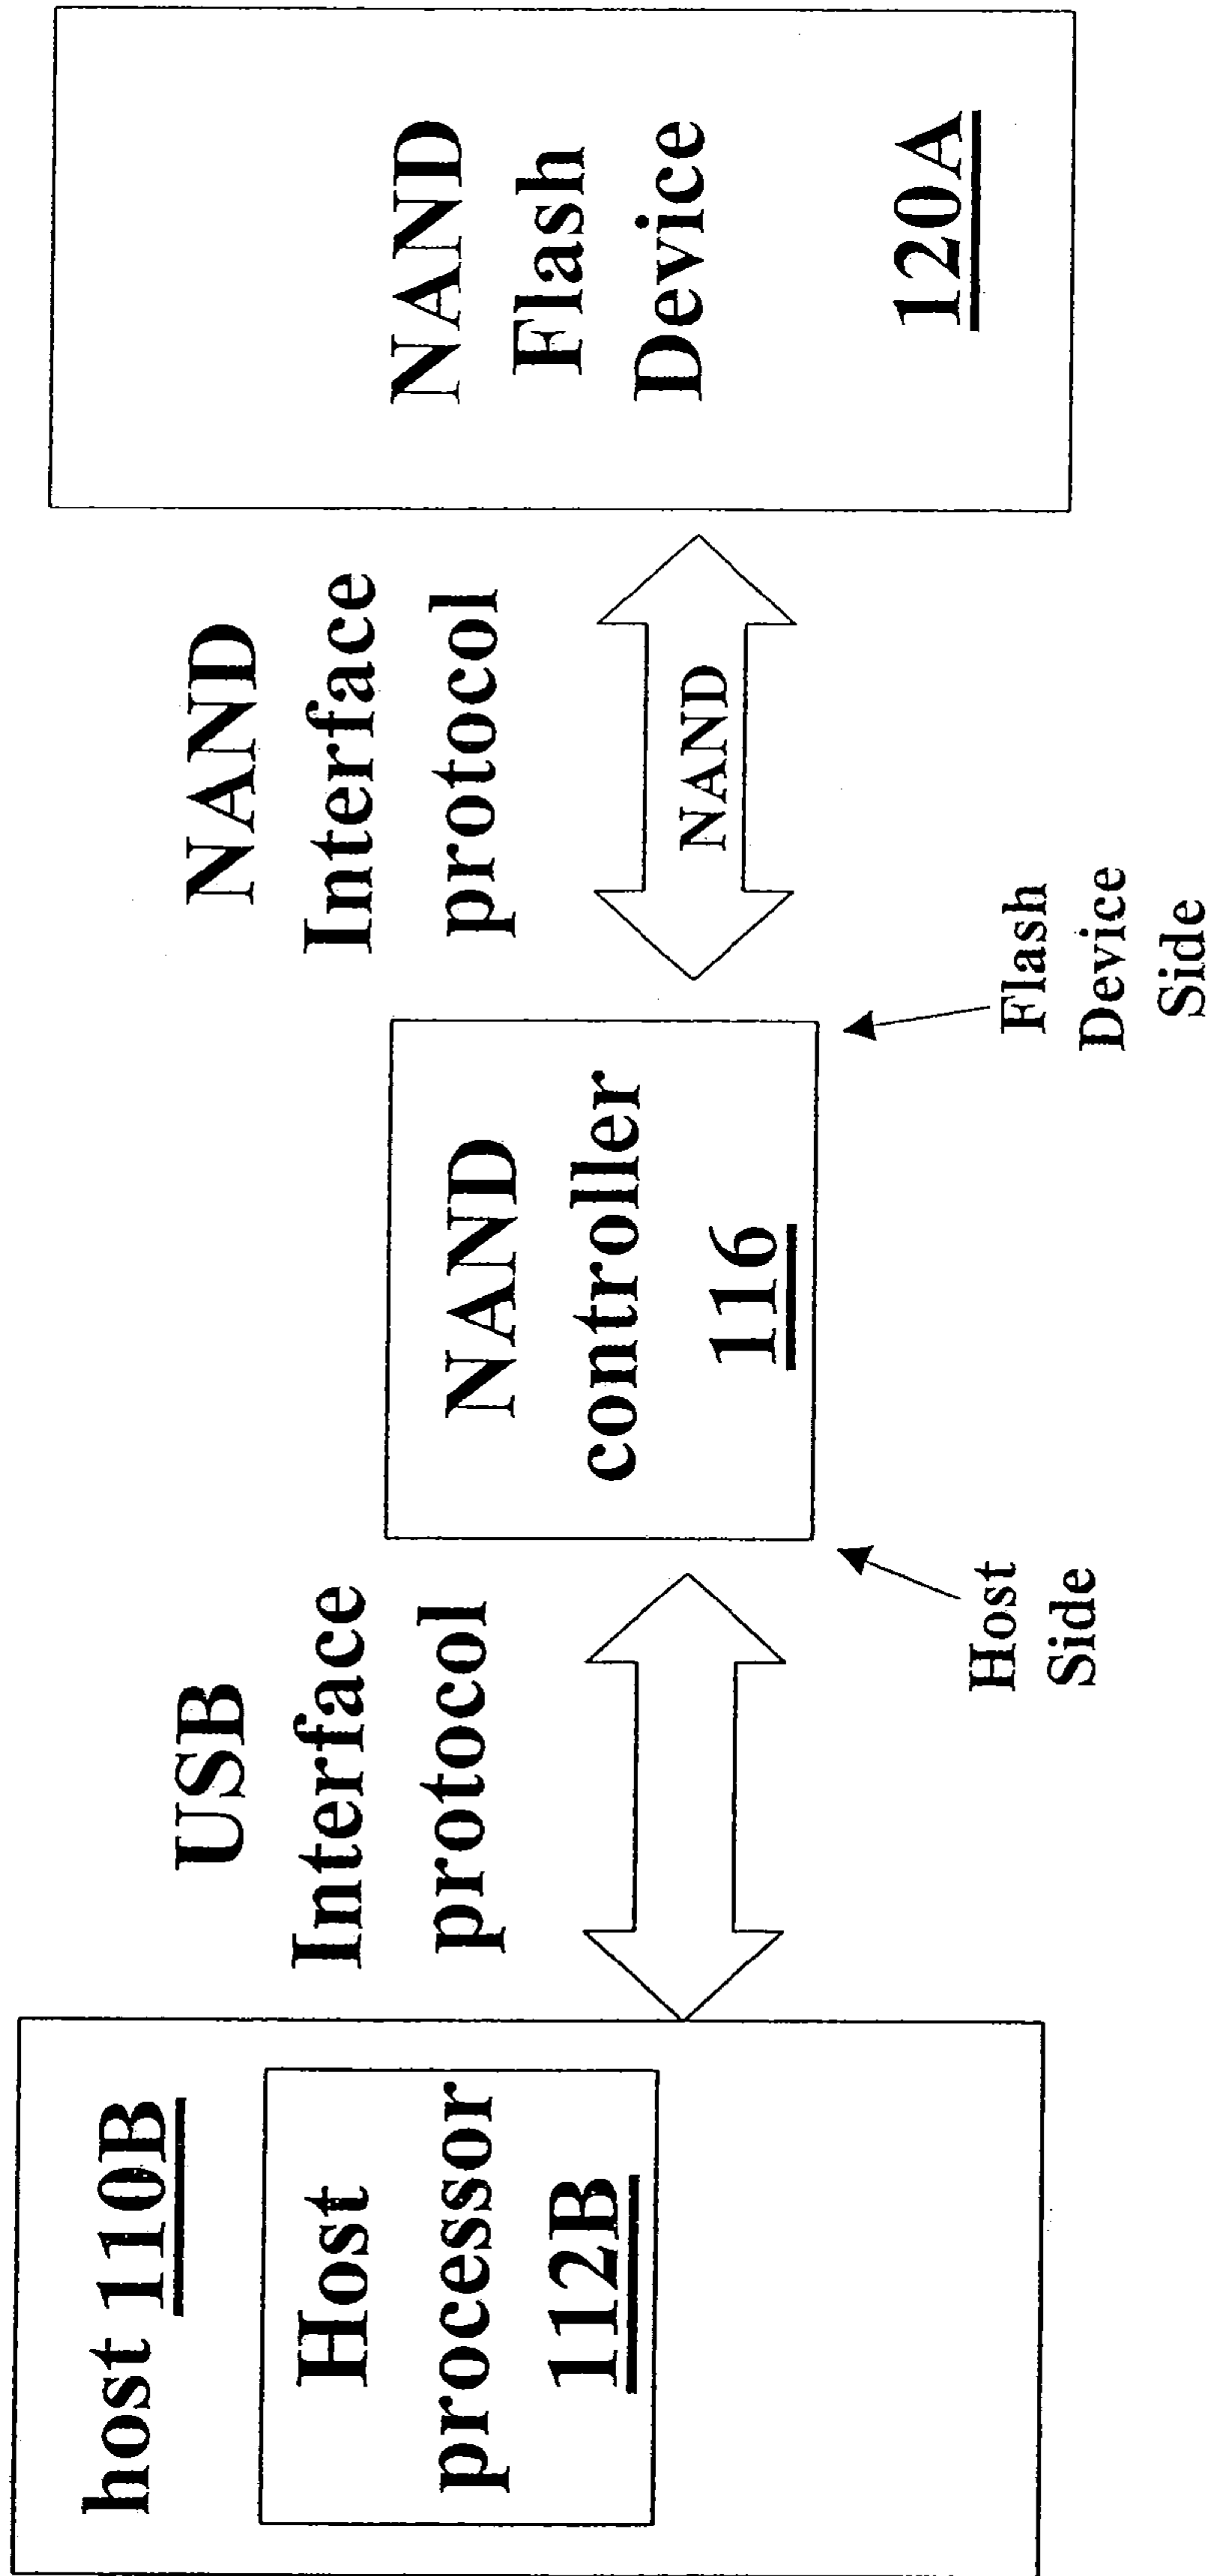 host 110B
Host
processor
112B
USB
Interface
protocol
Host
Side
NAND
controller
116
Flash
Device
Side
NAND
Interface
protocol
NAND
NAND
Flash
Device
120A